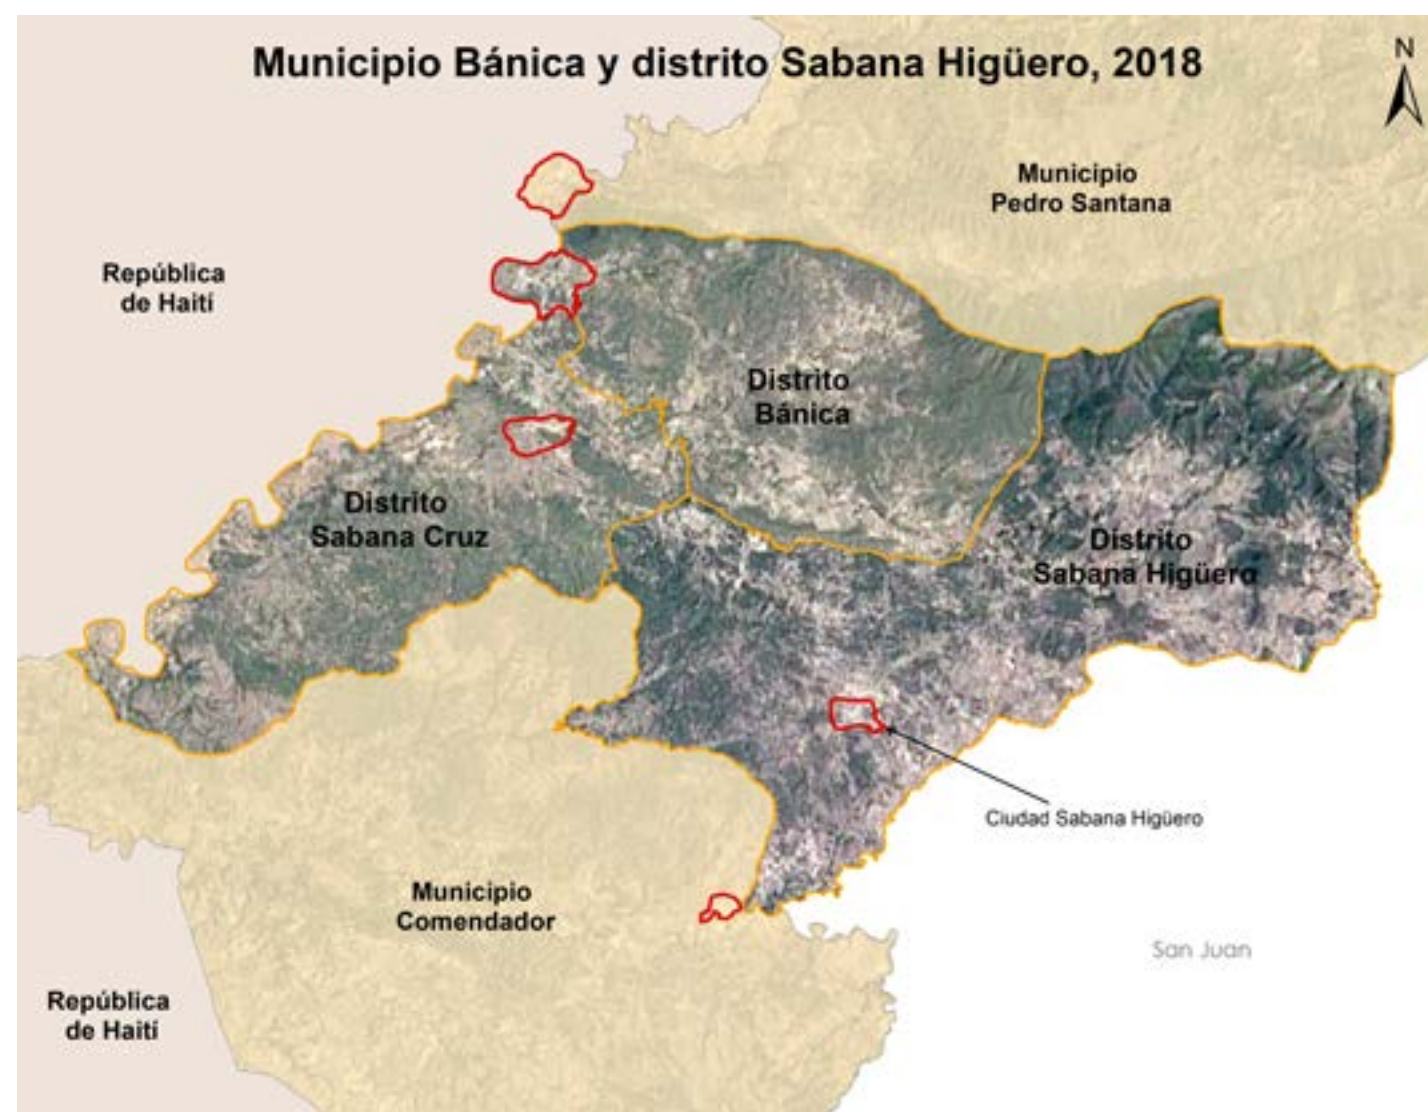 Municipio Bánica y distrito Sabana Higüero, 2018
N
Municipio
Pedro Santana
República
de Haití
Distrito
Bánica
Distrito
Sabana Cruz
Distrito
Sabana Higüero
Ciudad Sabana Higüero
Municipio
Comendador
San Juan
República
de Haití